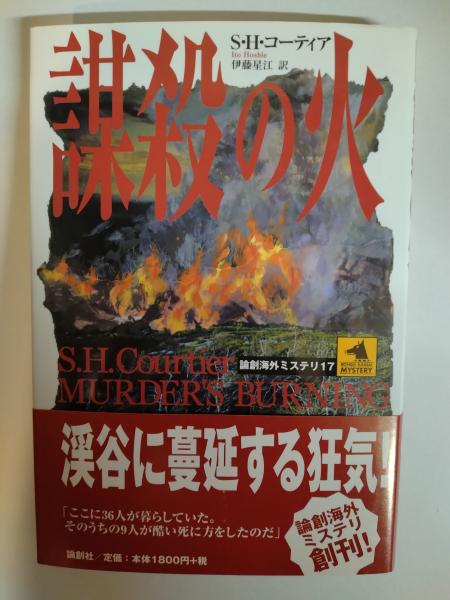 S・H・コーティア
Ito Hoshie
伊藤星江 訳
謀殺の火
S.H.Courtier
論創海外ミステリ17
MYSTERY
MURDER'S BURNING
渓谷に蔓延する狂気!
「ここに36人が暮らしていた。
そのうちの9人が酷い死に方をしたのだ」
論創海外
ミステリ
創刊!
論創社/定価:本体1800円+税